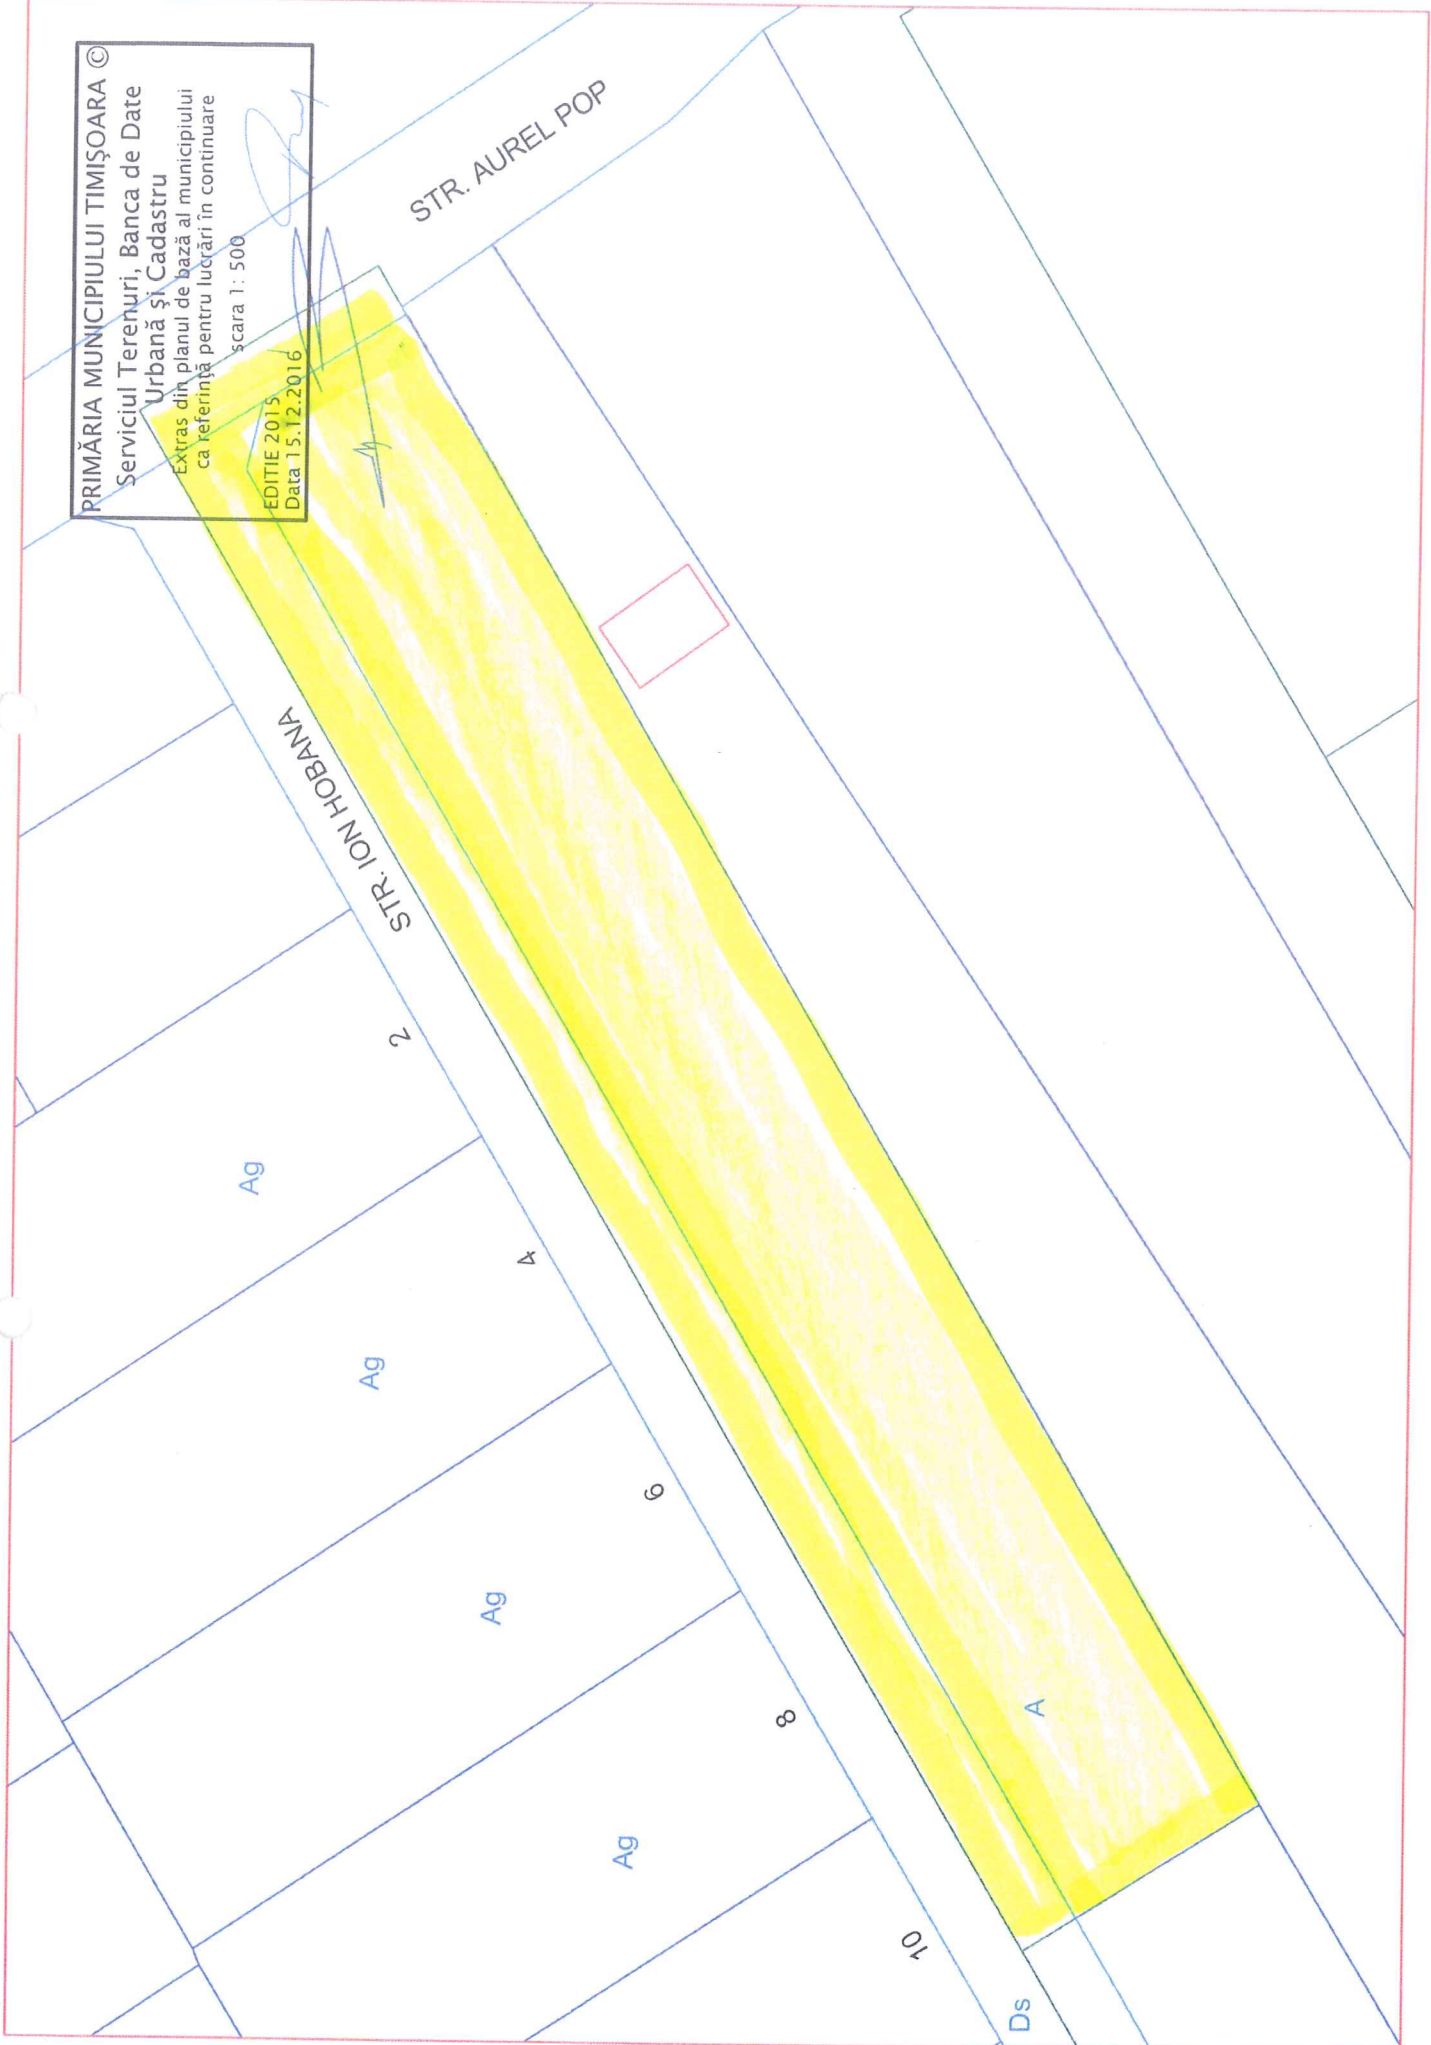 PRIMĂRIA MUNICIPIULUI TIMIŞOARA ©
Serviciul Terenuri, Banca de Date
Urbană şi Cadastru
Extras din planul de bază al municipiului
ca referinţă pentru lucrări în continuare
scara 1: 500
EDITIE 2015
Data 15.12.2016
STR. AUREL POP
STR. ION HOBANA
2
Ag
4
Ag
6
Ag
8
Ag
10
A
Ds